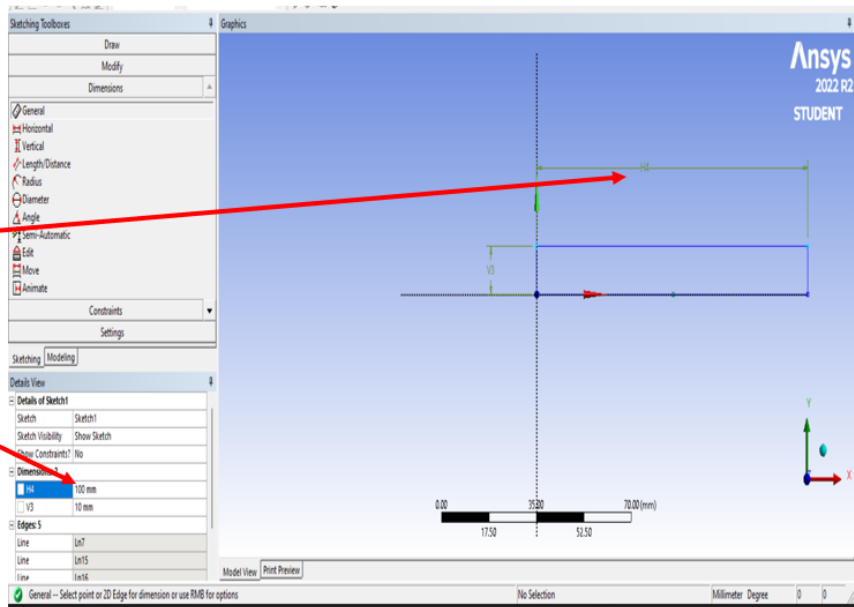 Sketching Toolboxes
Draw
Modify
Dimensions
General
Horizontal
Vertical
Length/Distance
Radius
Diameter
Angle
Semi-Automatic
Edit
Move
Animate
Constraints
Settings
Sketching Modeling
Details View
Details of Sketch1
Sketch Sketch1
Sketch Visibility Show Sketch
Show Constraints? No
Dimensions: 2
H4 100 mm
V3 10 mm
Edges: 5
Line Ln7
Line Ln15
Line Ln16
Graphics
Ansys
2022 R2
STUDENT
H4
V3
Y
X
0.00 35.00 70.00 (mm)
17.50 52.50
Model View Print Preview
General -- Select point or 2D Edge for dimension or use RMB for options No Selection Millimeter Degree 0 0